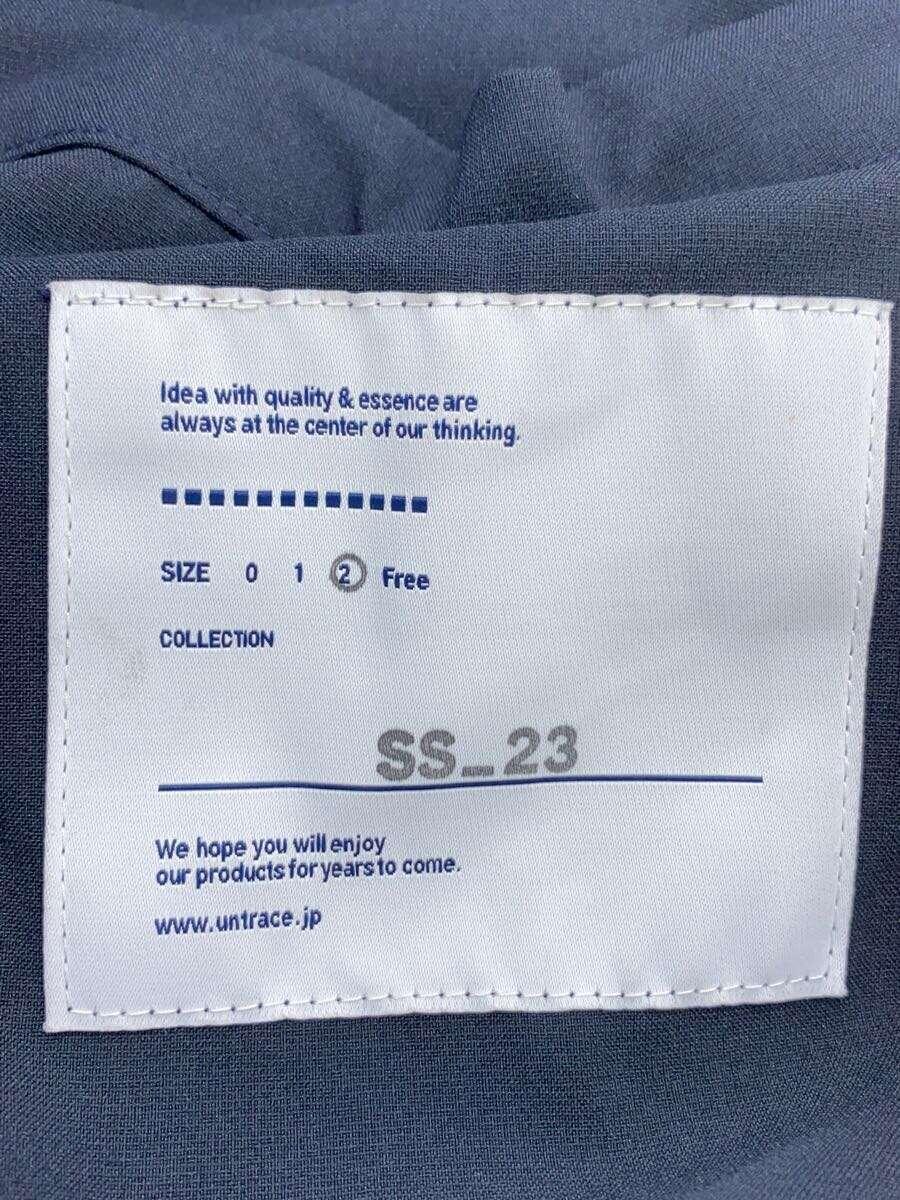 Idea with quality & essence are
always at the center of our thinking.
SIZE 0 1 2 Free
COLLECTION
SS_23
We hope you will enjoy
our products for years to come.
www.untrace.jp